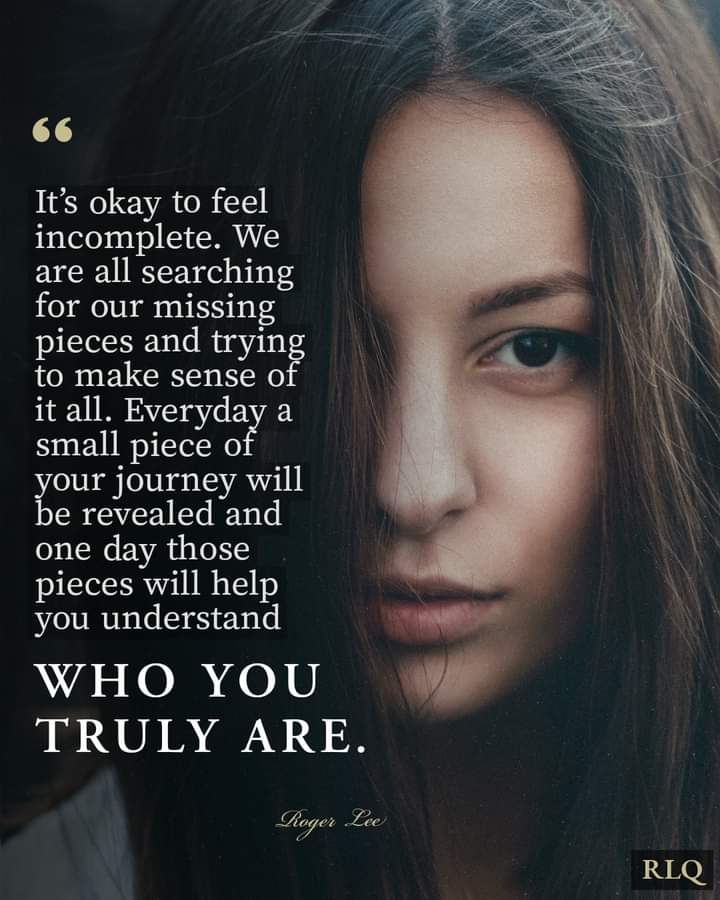 “
It’s okay to feel
incomplete. We
are all searching
for our missing
pieces and trying
to make sense of
it all. Everyday a
small piece of
your journey will
be revealed and
one day those
pieces will help
you understand
WHO YOU
TRULY ARE.
Roger Lee
RLQ